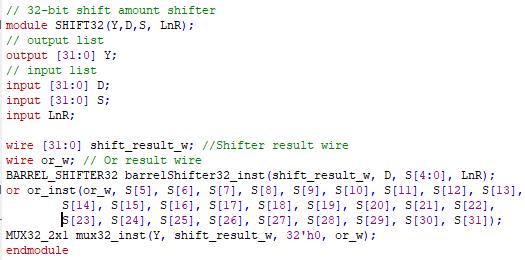 // 32-bit shift amount shifter
module SHIFT32(Y,D,S, LnR);
// output list
output [31:0] Y;
// input list
input [31:0] D;
input [31:0] S;
input LnR;
wire [31:0] shift_result_w; //Shifter result wire
wire or_w; // Or result wire
BARREL_SHIFTER32 barrelShifter32_inst(shift_result_w, D, S[4:0], LnR);
or or_inst(or_w, S[5], S[6], S[7], S[8], S[9], S[10], S[11], S[12], S[13],
S[14], S[15], S[16], S[17], S[18], S[19], S[20], S[21], S[22],
S[23], S[24], S[25], S[26], S[27], S[28], S[29], S[30], S[31]);
MUX32_2x1 mux32_inst(Y, shift_result_w, 32'h0, or_w);
endmodule